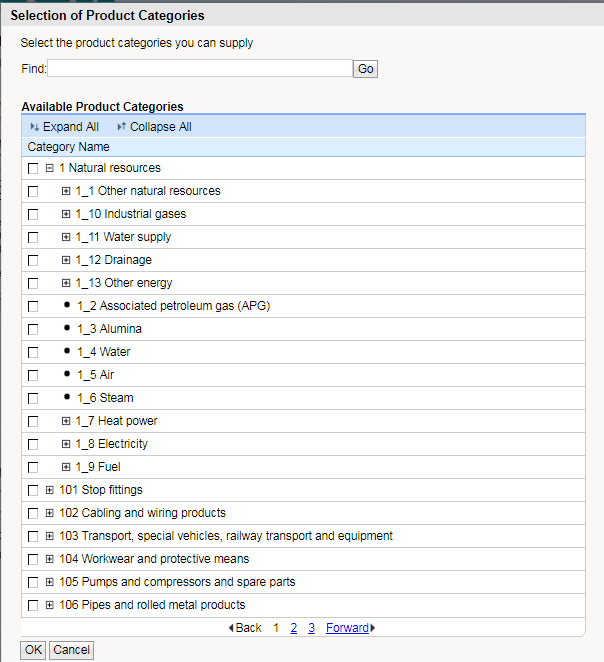 Selection of Product Categories
Select the product categories you can supply
Find: Go
Available Product Categories
Expand All Collapse All
Category Name
1 Natural resources
1_1 Other natural resources
1_10 Industrial gases
1_11 Water supply
1_12 Drainage
1_13 Other energy
1_2 Associated petroleum gas (APG)
1_3 Alumina
1_4 Water
1_5 Air
1_6 Steam
1_7 Heat power
1_8 Electricity
1_9 Fuel
101 Stop fittings
102 Cabling and wiring products
103 Transport, special vehicles, railway transport and equipment
104 Workwear and protective means
105 Pumps and compressors and spare parts
106 Pipes and rolled metal products
Back 1 2 3 Forward
OK Cancel